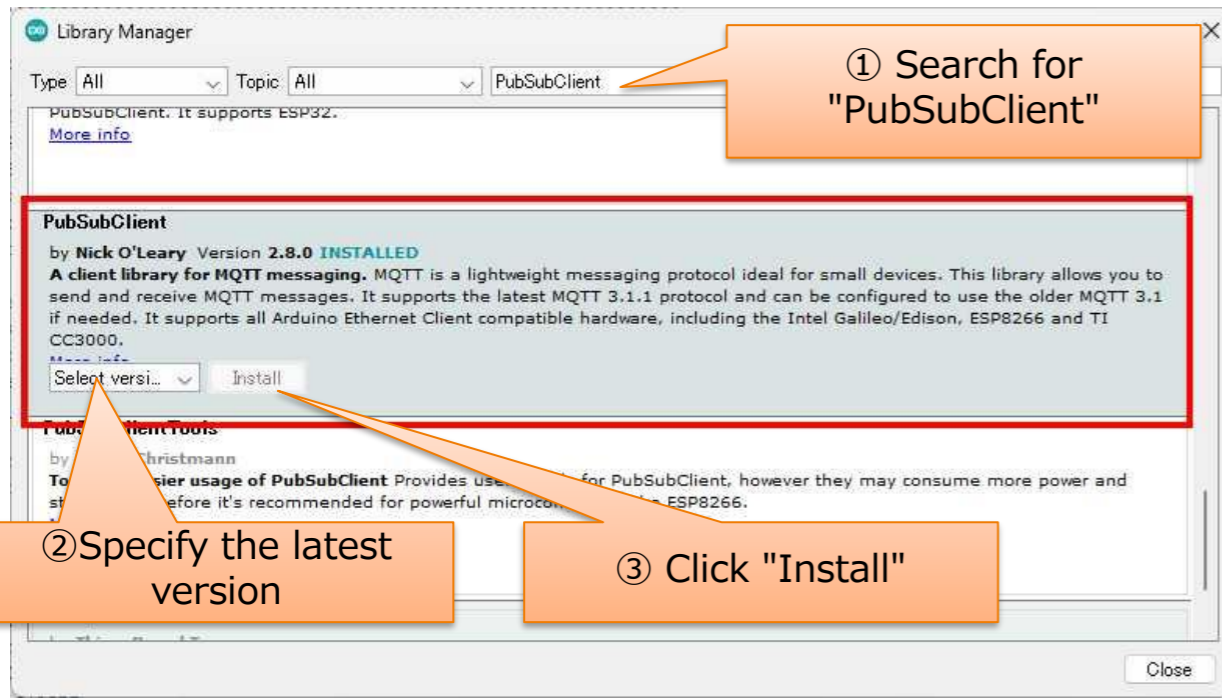 Library Manager
① Search for
"PubSubClient"
Type All Topic All PubSubClient
PubSubClient. It supports ESP32.
More info
PubSubClient
by Nick O'Leary Version 2.8.0 INSTALLED
A client library for MQTT messaging. MQTT is a lightweight messaging protocol ideal for small devices. This library allows you to
send and receive MQTT messages. It supports the latest MQTT 3.1.1 protocol and can be configured to use the older MQTT 3.1
if needed. It supports all Arduino Ethernet Client compatible hardware, including the Intel Galileo/Edison, ESP8266 and TI
CC3000.
More info
Select versi... Install
by Christmann
usage of PubSubClient Provides for PubSubClient, however they may consume more power and
it's recommended for powerful ESP8266.
②Specify the latest
version
③ Click "Install"
Close